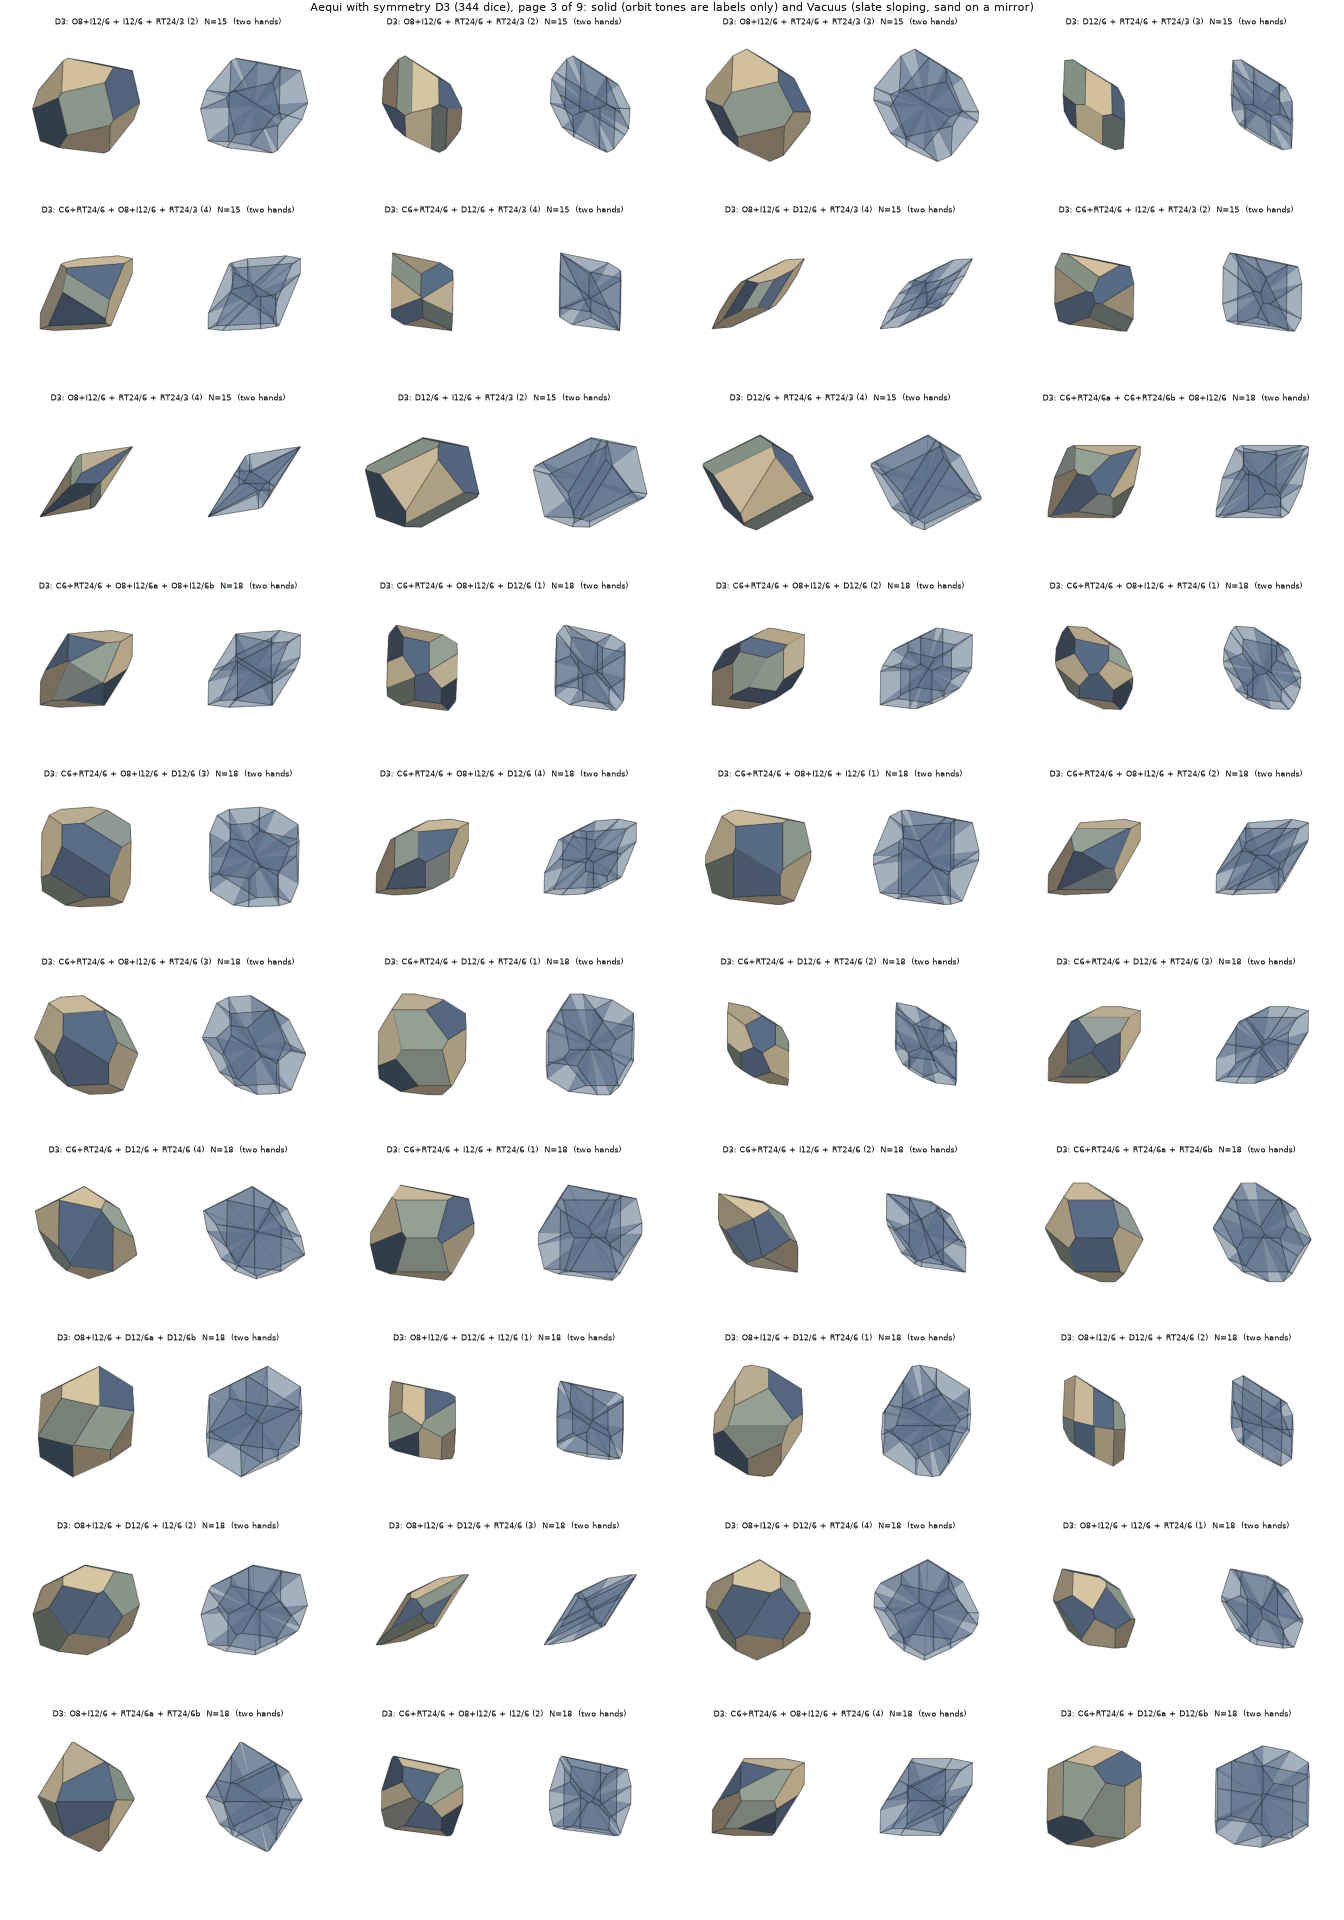 Aequi with symmetry D3 (344 dice), page 3 of 9: solid (orbit tones are labels only) and Vacuus (slate sloping, sand on a mirror)
D3: O8+I12/6 + I12/6 + RT24/3 (2) N=15 (two hands)
D3: O8+I12/6 + RT24/3 (2) N=15 (two hands)
D3: O8+I12/6 + RT24/6 + RT24/3 (3) N=15 (two hands)
D3: D12/6 + RT24/6 + RT24/3 (3) N=15 (two hands)
D3: C6+RT24/6 + O8+I12/6 + RT24/3 (4) N=15 (two hands)
D3: C6+RT24/6 + D12/6 + RT24/3 (4) N=15 (two hands)
D3: O8+I12/6 + D12/6 + RT24/3 (4) N=15 (two hands)
D3: C6+RT24/6 + I12/6 + RT24/3 (2) N=15 (two hands)
D3: O8+I12/6 + RT24/6 + RT24/3 (4) N=15 (two hands)
D3: D12/6 + I12/6 + RT24/3 (2) N=15 (two hands)
D3: D12/6 + RT24/6 + RT24/3 (4) N=15 (two hands)
D3: C6+RT24/6a + C6+RT24/6b + O8+I12/6 N=18 (two hands)
D3: C6+RT24/6 + O8+I12/6a + O8+I12/6b N=18 (two hands)
D3: C6+RT24/6 + O8+I12/6 + D12/6 (1) N=18 (two hands)
D3: C6+RT24/6 + O8+I12/6 + D12/6 (2) N=18 (two hands)
D3: C6+RT24/6 + O8+I12/6 + RT24/6 (1) N=18 (two hands)
D3: C6+RT24/6 + O8+I12/6 + D12/6 (3) N=18 (two hands)
D3: C6+RT24/6 + O8+I12/6 + D12/6 (4) N=18 (two hands)
D3: C6+RT24/6 + O8+I12/6 + I12/6 (1) N=18 (two hands)
D3: C6+RT24/6 + O8+I12/6 + RT24/6 (2) N=18 (two hands)
D3: C6+RT24/6 + O8+I12/6 + RT24/6 (3) N=18 (two hands)
D3: C6+RT24/6 + D12/6 + RT24/6 (1) N=18 (two hands)
D3: C6+RT24/6 + D12/6 + RT24/6 (2) N=18 (two hands)
D3: C6+RT24/6 + D12/6 + RT24/6 (3) N=18 (two hands)
D3: C6+RT24/6 + D12/6 + RT24/6 (4) N=18 (two hands)
D3: C6+RT24/6 + I12/6 + RT24/6 (1) N=18 (two hands)
D3: C6+RT24/6 + I12/6 + RT24/6 (2) N=18 (two hands)
D3: C6+RT24/6 + RT24/6a + RT24/6b N=18 (two hands)
D3: O8+I12/6 + D12/6a + D12/6b N=18 (two hands)
D3: O8+I12/6 + D12/6 + I12/6 (1) N=18 (two hands)
D3: O8+I12/6 + D12/6 + RT24/6 (1) N=18 (two hands)
D3: O8+I12/6 + D12/6 + RT24/6 (2) N=18 (two hands)
D3: O8+I12/6 + D12/6 + I12/6 (2) N=18 (two hands)
D3: O8+I12/6 + D12/6 + RT24/6 (3) N=18 (two hands)
D3: O8+I12/6 + D12/6 + RT24/6 (4) N=18 (two hands)
D3: O8+I12/6 + I12/6 + RT24/6 (1) N=18 (two hands)
D3: O8+I12/6 + RT24/6a + RT24/6b N=18 (two hands)
D3: C6+RT24/6 + O8+I12/6 + I12/6 (2) N=18 (two hands)
D3: C6+RT24/6 + O8+I12/6 + RT24/6 (4) N=18 (two hands)
D3: C6+RT24/6 + D12/6a + D12/6b N=18 (two hands)